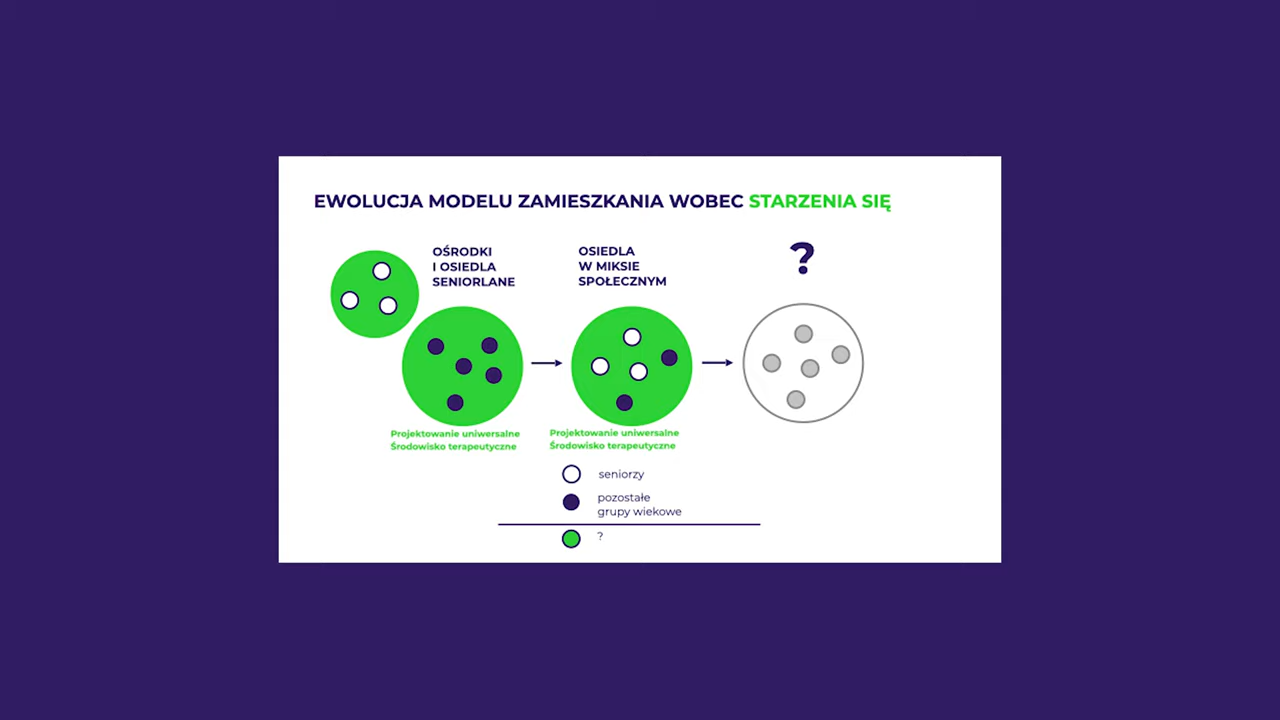 EWOLUCJA MODELU ZAMIESZKANIA WOBEC STARZENIA SIĘ
OŚRODKI
I OSIEDLA
SENIORLANE
OSIEDLA
W MIKSIE
SPOŁECZNYM
?
Projektowanie uniwersalne
Środowisko terapeutyczne
Projektowanie uniwersalne
Środowisko terapeutyczne
seniorzy
pozostałe
grupy wiekowe
?